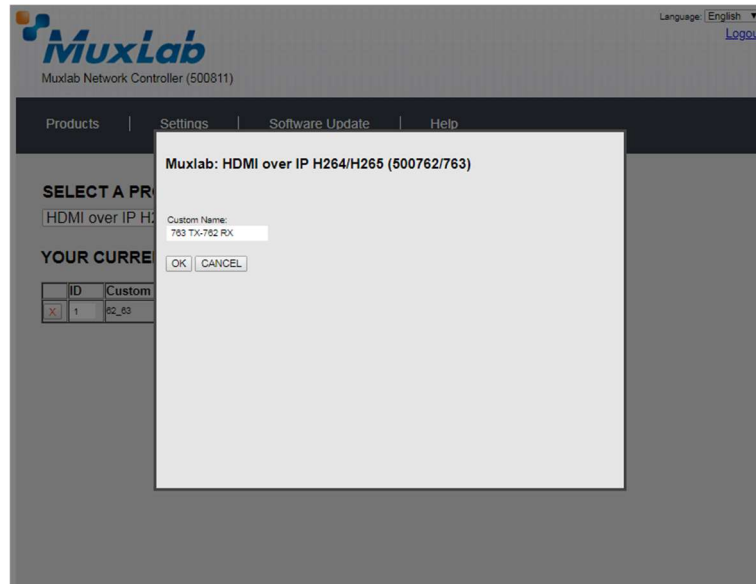 Language: English
Logou
MuxLab
Muxlab Network Controller (500811)
Products | Settings | Software Update | Help
Muxlab: HDMI over IP H264/H265 (500762/763)
SELECT A PR
HDMI over IP H2
Custom Name:
763 TX-762 RX
YOUR CURRE
OK CANCEL
ID Custom
X 1 62_63